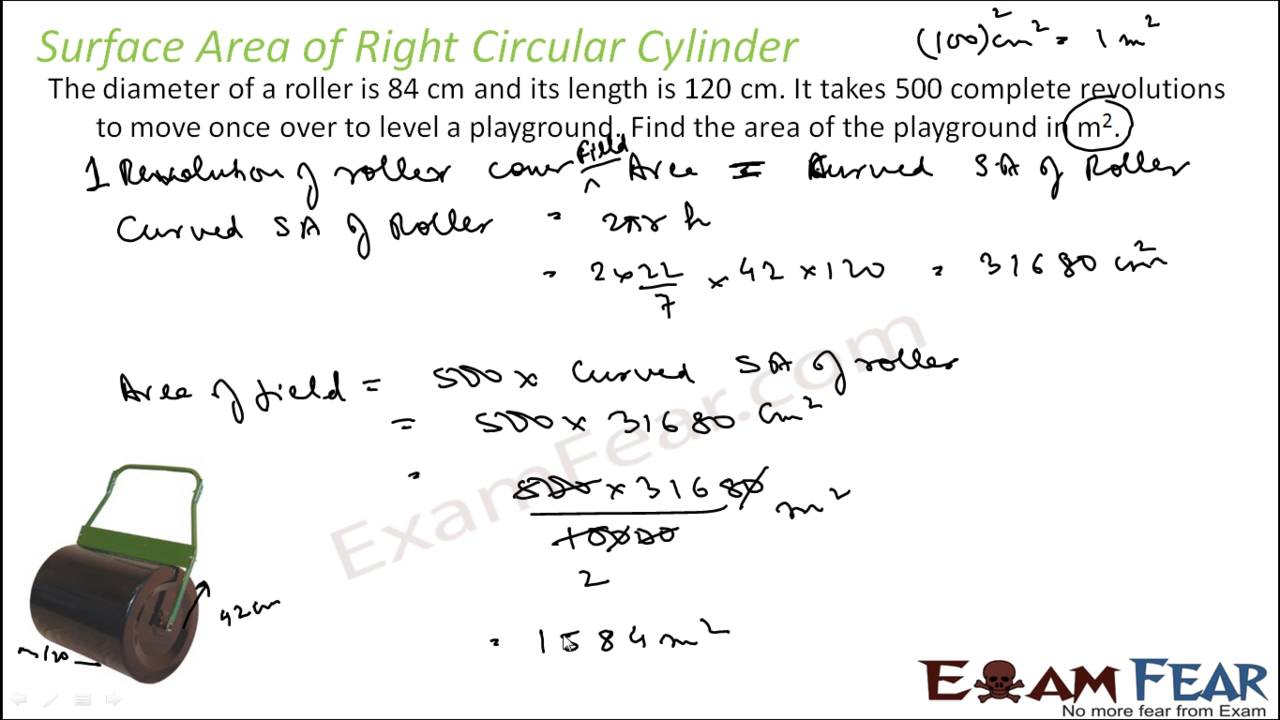 Surface Area of Right Circular Cylinder
(100)² cm² = 1 m²
The diameter of a roller is 84 cm and its length is 120 cm. It takes 500 complete revolutions
to move once over to level a playground. Find the area of the playground in m².
1 Revolution of roller cover Field Area = Curved SA of Roller
Curved SA of Roller = 2πr h
= 2 × 22/7 × 42 × 120 = 31680 cm²
Area of field = 500 × Curved SA of roller
= 500 × 31680 cm²
= 500 × 31680 / 10000 m²
2
= 1584 m²
42 cm
120
ExamFear.com
EXAM FEAR
No more fear from Exam